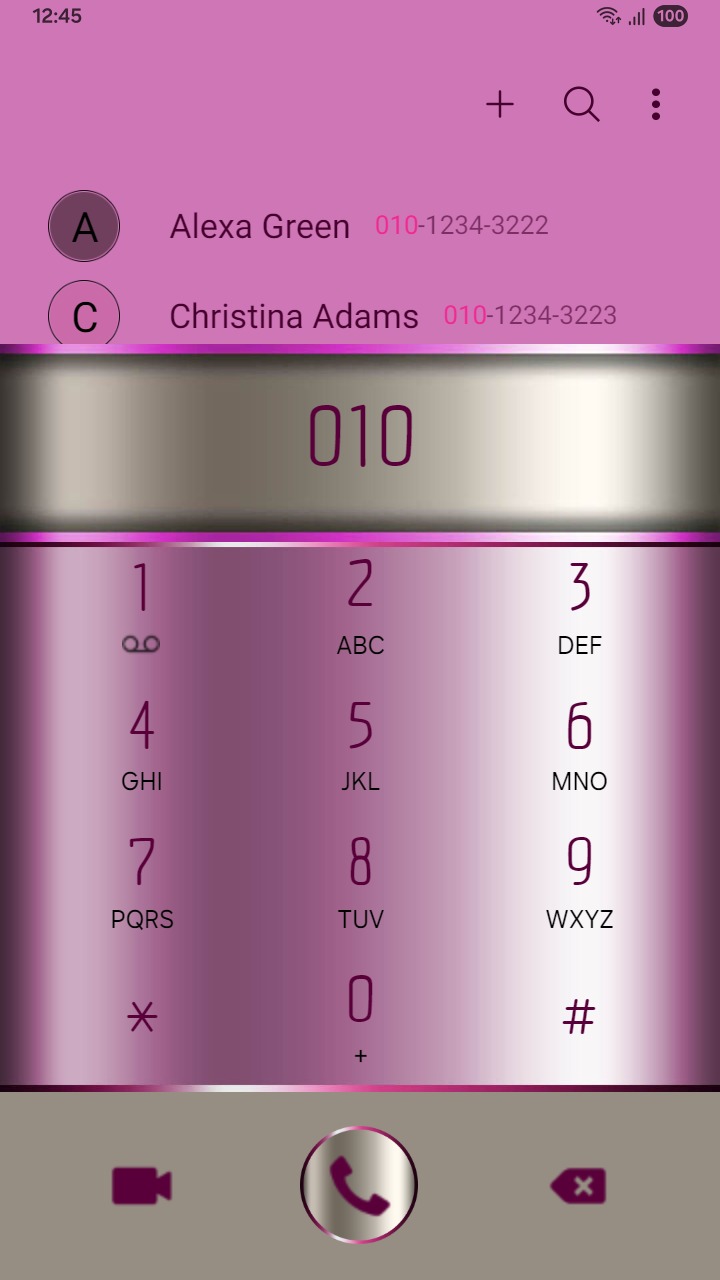 12:45 100
A Alexa Green 010-1234-3222
C Christina Adams 010-1234-3223
010
1 2 3
ABC DEF
4 5 6
GHI JKL MNO
7 8 9
PQRS TUV WXYZ
* 0 #
+